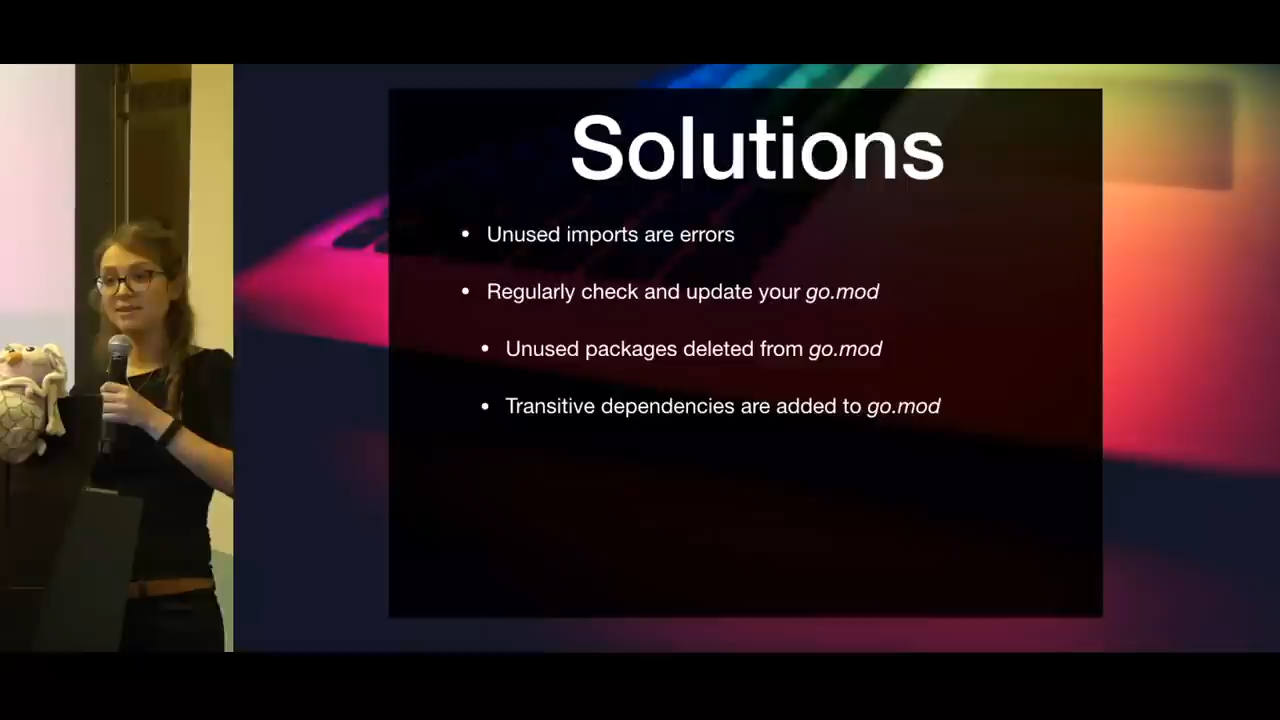 Solutions
• Unused imports are errors
• Regularly check and update your go.mod
• Unused packages deleted from go.mod
• Transitive dependencies are added to go.mod